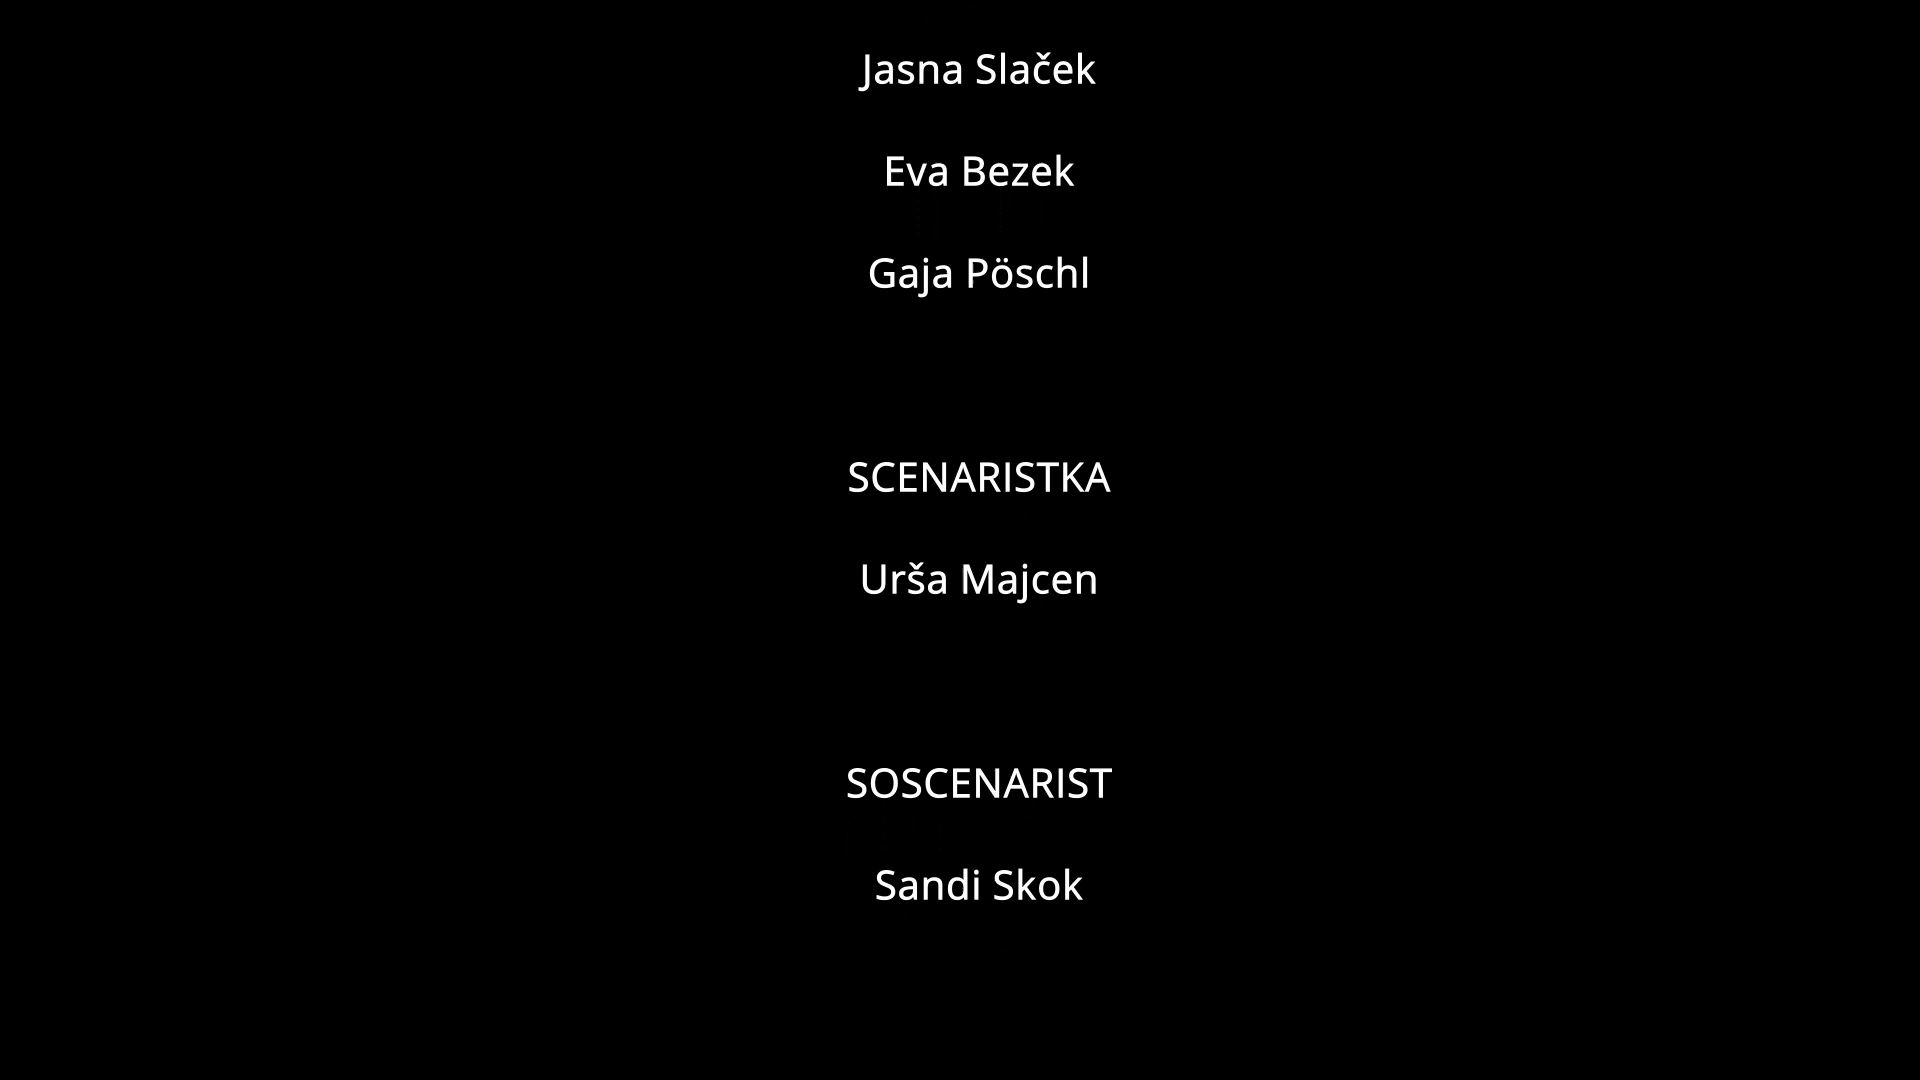 Jasna Slaček
Eva Bezek
Gaja Pöschl
SCENARISTKA
Urša Majcen
SOSCENARIST
Sandi Skok